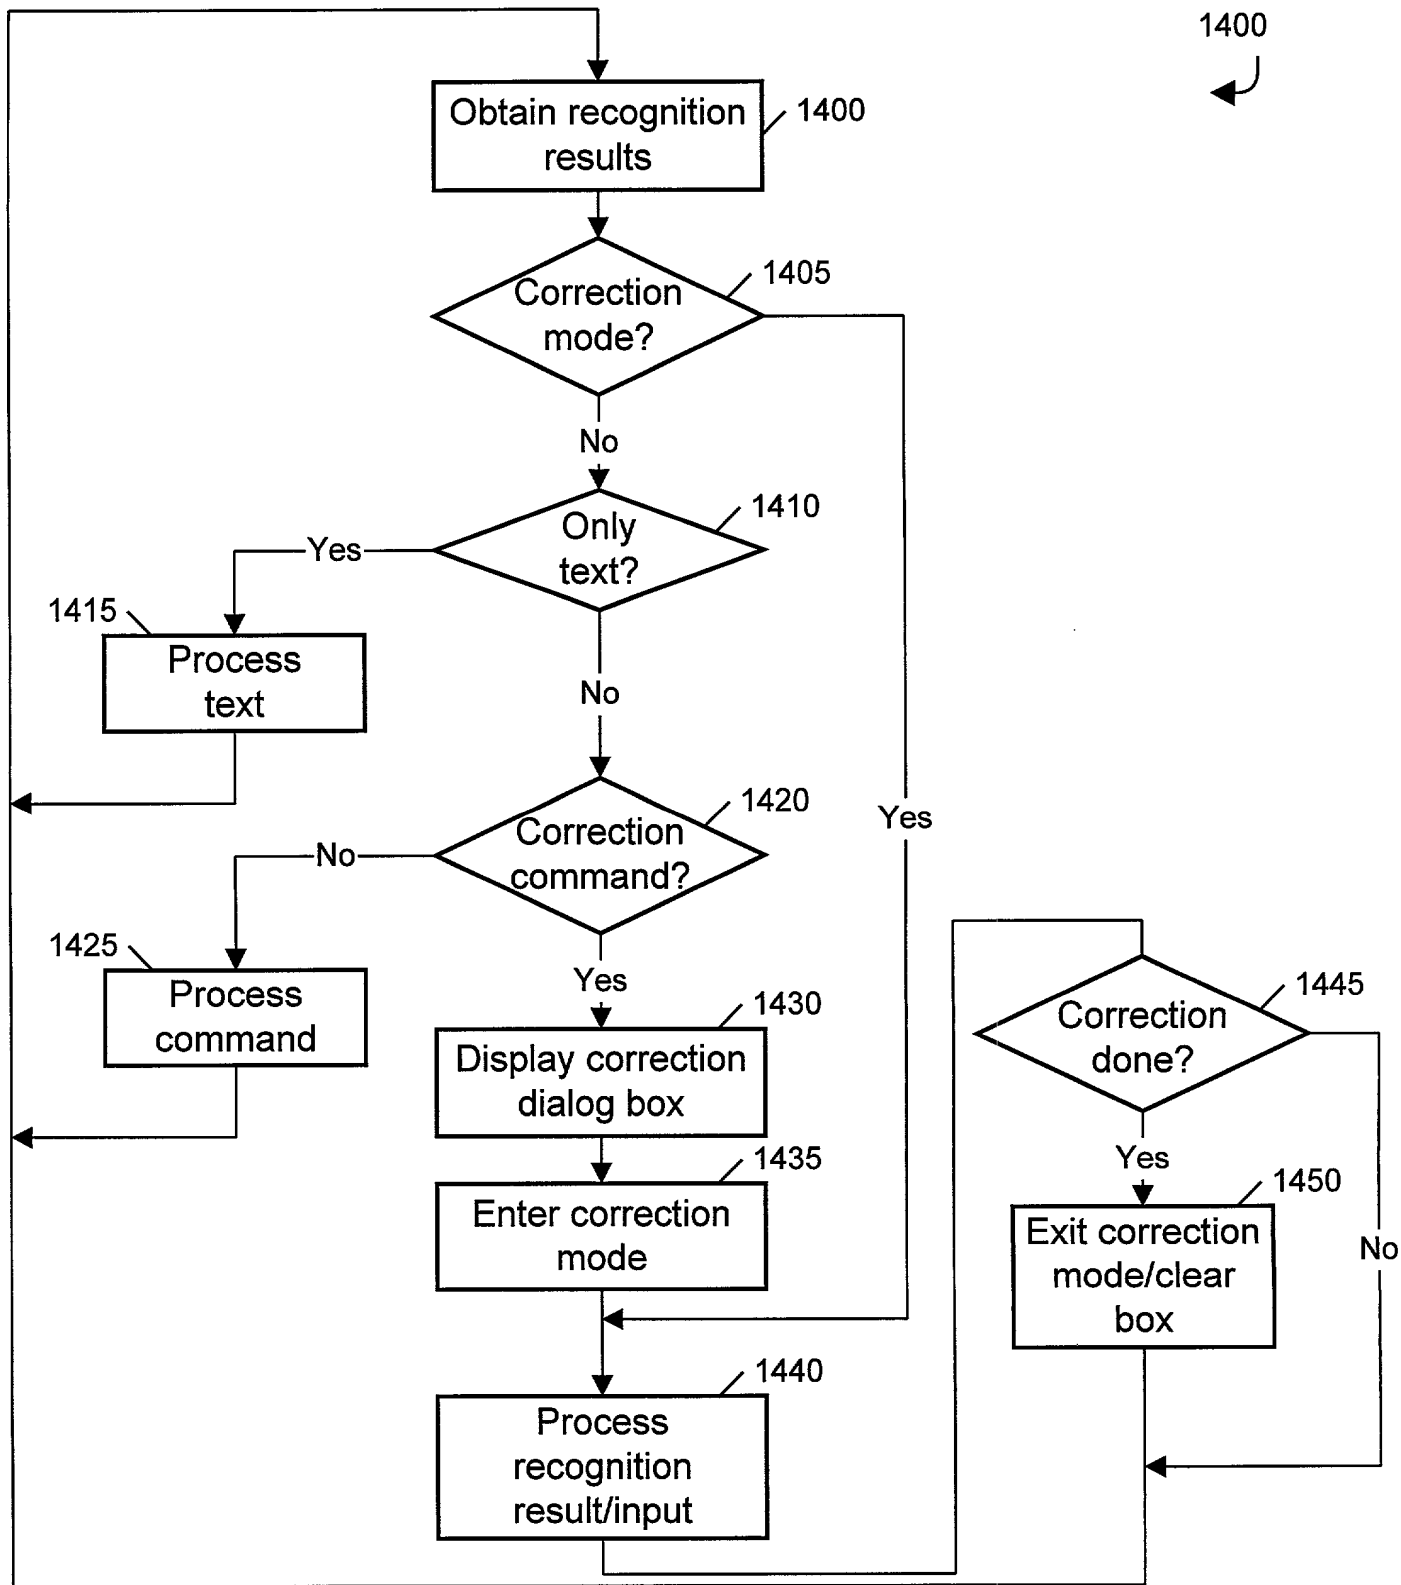 1400
Obtain recognition
results
1400
Correction
mode?
1405
No
Only
text?
1410
Yes
1415
Process
text
No
Yes
Correction
command?
1420
No
1425
Process
command
Yes
1430
Display correction
dialog box
1435
Enter correction
mode
1440
Process
recognition
result/input
1445
Correction
done?
Yes
No
1450
Exit correction
mode/clear
box